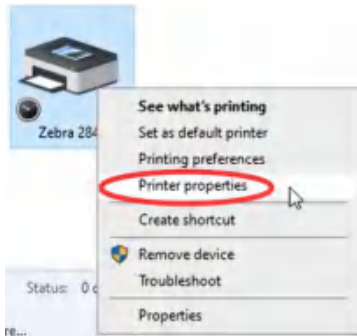 Zebra 284
See what's printing
Set as default printer
Printing preferences
Printer properties
Create shortcut
Remove device
Troubleshoot
Status: 0
Properties
re...